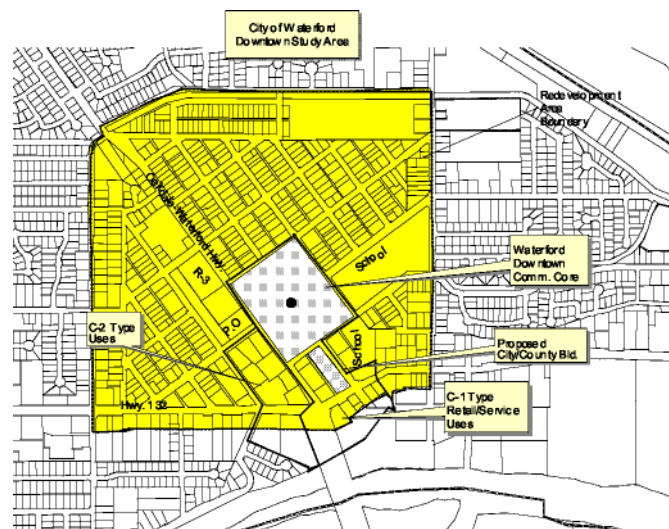 City of Waterford
Downtown Study Area
Redevelopment
Area
Boundary
Oakdale-Waterford Hwy.
School
R-3
Waterford
Downtown
Comm. Core
C-2 Type
Uses
P.O
School
Proposed
City/County Bld.
Hwy. 132
C-1 Type
Retail/Service
Uses